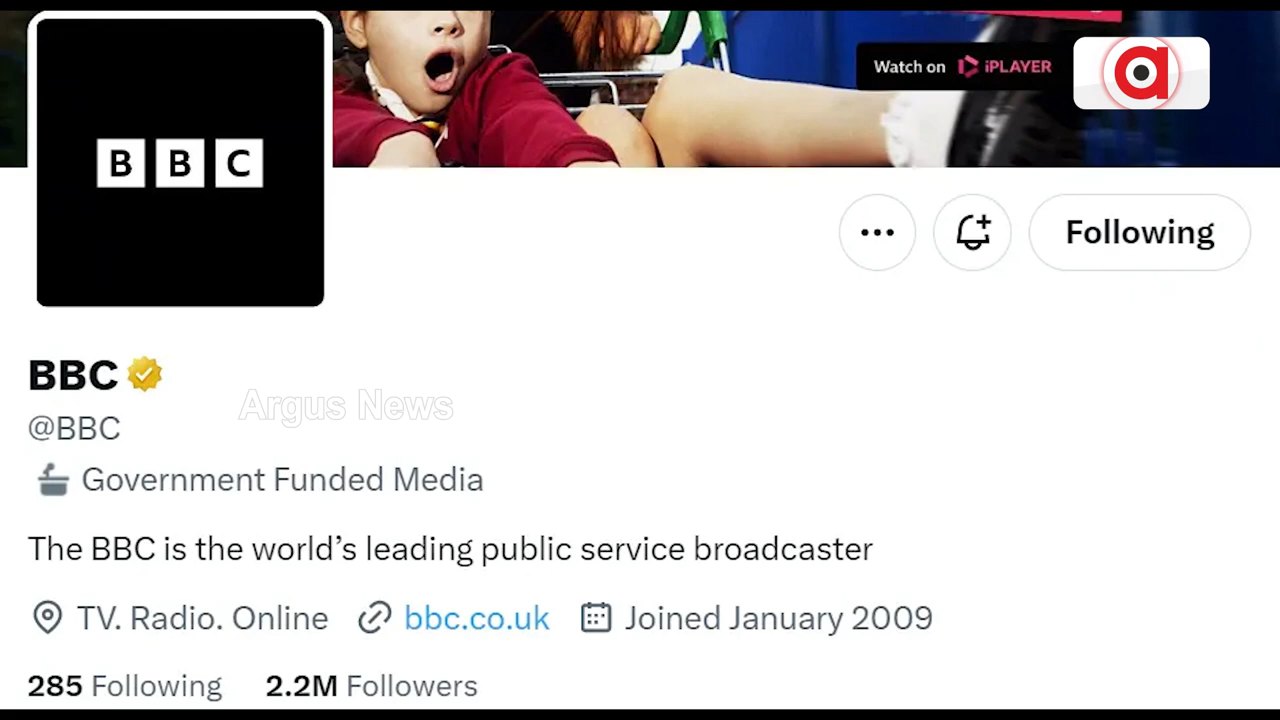 Watch on iPLAYER
a
B B C
Following
BBC
Argus News
@BBC
Government Funded Media
The BBC is the world’s leading public service broadcaster
TV. Radio. Online bbc.co.uk Joined January 2009
285 Following 2.2M Followers